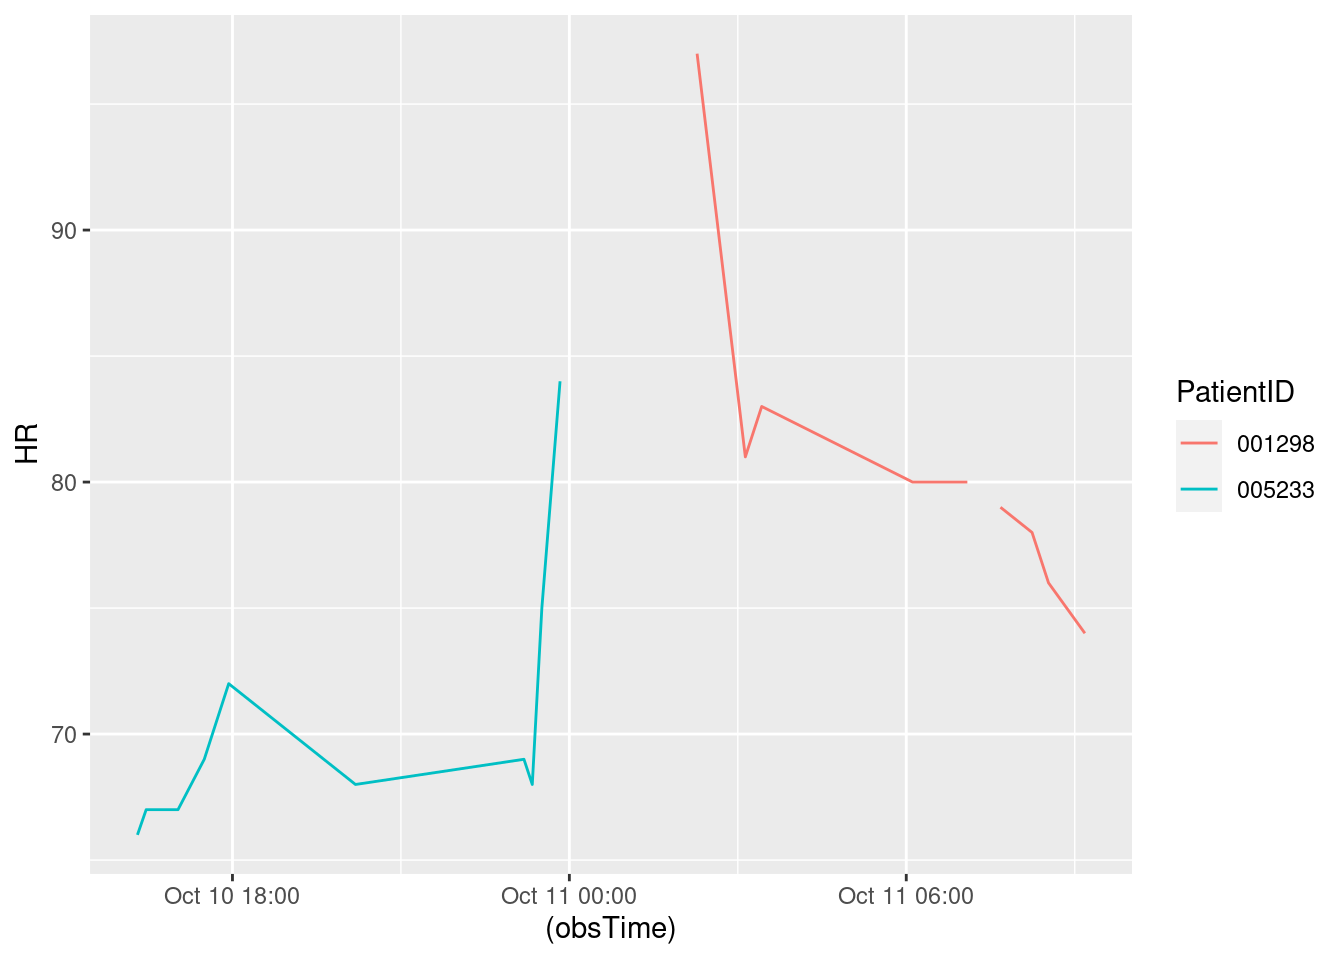 HR
90
80
70
Oct 10 18:00
Oct 11 00:00
Oct 11 06:00
(obsTime)
PatientID
001298
005233